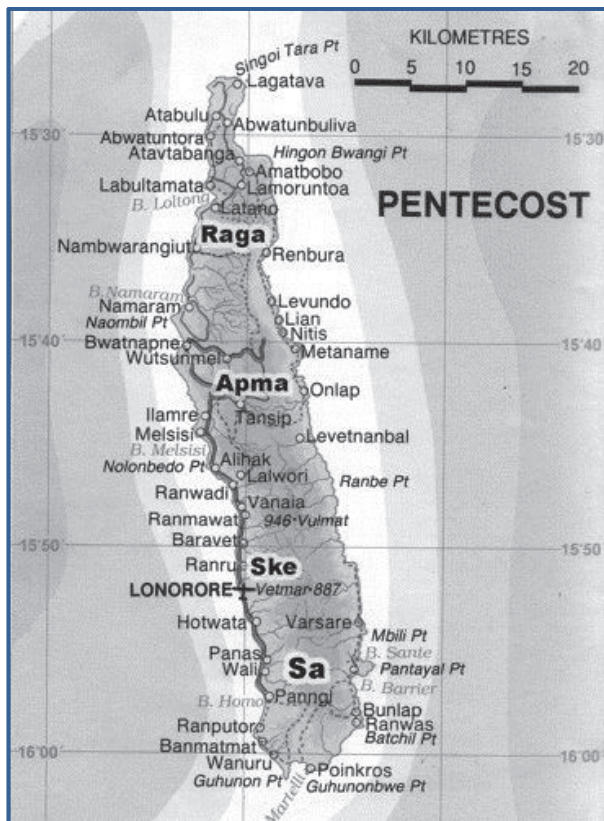 KILOMETRES
0 5 10 15 20
Singoi Tara Pt
Lagatava
Atabulu
Abwatunbuliva
15°30' 15°30'
Abwatuntora
Atavtabanga
Hingon Bwangi Pt
Amatbobo
Labultamata
Lamoruntoa
B. Loltong
Latano
PENTECOST
Raga
Nambwarangiut
Renbura
B. Namaram
Namaram
Levundo
Naombil Pt
Lian
Nitis
Bwatnapne
15°40' 15°40'
Metaname
Wutsunmel
Apma
Onlap
Ilamre
Tansip
Melsisi
Levetnanbal
B. Melsisi
Nolonbedo Pt
Alihak
Lalwori
Ranbe Pt
Ranwadi
Vanaia
Ranmawat
946·Vulmat
Baravet
15°50' 15°50'
Ranru
Ske
LONORORE
Vetmar·887
Hotwata
Varsare
Mbili Pt
Panas
B. Sante
Wali
Sa
Pantayal Pt
B. Barrier
B. Homo
Panngi
Bunlap
Ranputor
Ranwas
Batchil Pt
Banmatmat
16°00' 16°00'
Wanuru
Poinkros
Guhunon Pt
Guhunonbwe Pt
Martelli